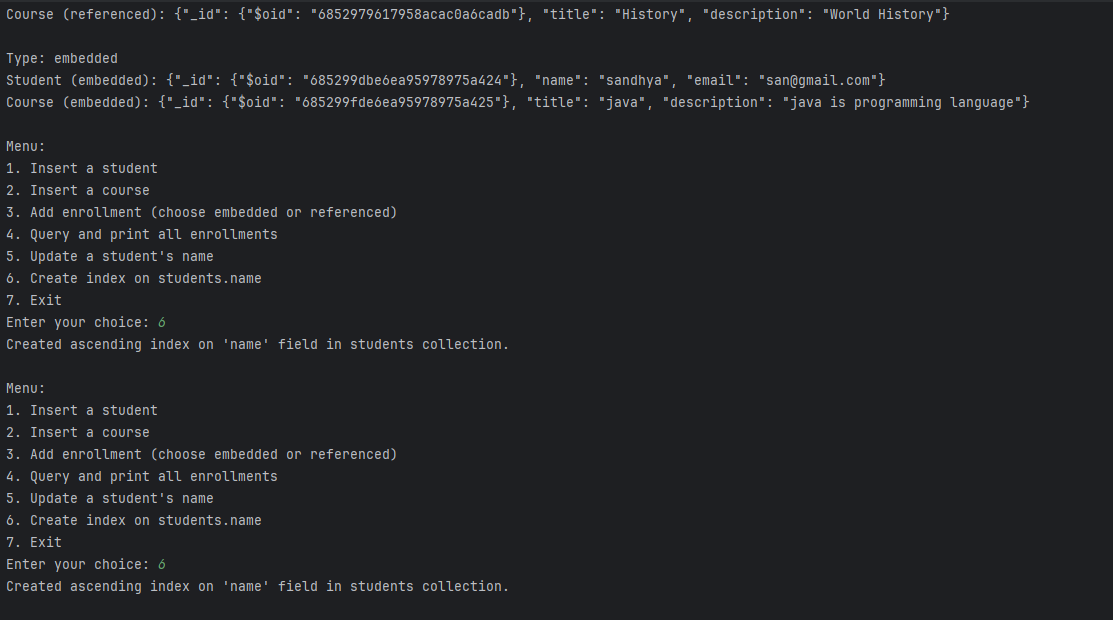 Course (referenced): {"_id": {"$oid": "6852979617958acac0a6cadb"}, "title": "History", "description": "World History"}
Type: embedded
Student (embedded): {"_id": {"$oid": "685299dbe6ea95978975a424"}, "name": "sandhya", "email": "san@gmail.com"}
Course (embedded): {"_id": {"$oid": "685299fde6ea95978975a425"}, "title": "java", "description": "java is programming language"}
Menu:
1. Insert a student
2. Insert a course
3. Add enrollment (choose embedded or referenced)
4. Query and print all enrollments
5. Update a student's name
6. Create index on students.name
7. Exit
Enter your choice: 6
Created ascending index on 'name' field in students collection.
Menu:
1. Insert a student
2. Insert a course
3. Add enrollment (choose embedded or referenced)
4. Query and print all enrollments
5. Update a student's name
6. Create index on students.name
7. Exit
Enter your choice: 6
Created ascending index on 'name' field in students collection.